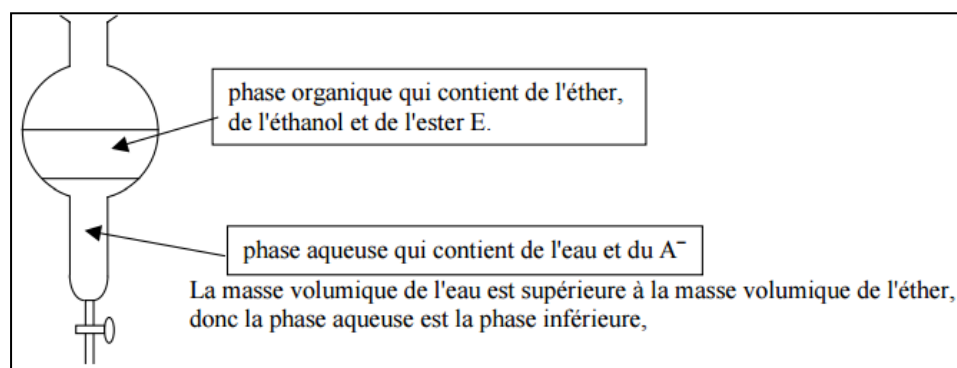 phase organique qui contient de l'éther,
de l'éthanol et de l'ester E.
phase aqueuse qui contient de l'eau et du A⁻
La masse volumique de l'eau est supérieure à la masse volumique de l'éther,
donc la phase aqueuse est la phase inférieure,